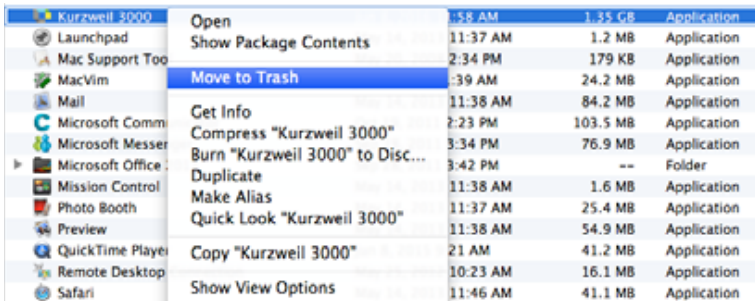 Kurzweil 3000 :58 AM 1.35 GB Application
Open
Launchpad 11:37 AM 1.2 MB Application
Show Package Contents
Mac Support Too 2:34 PM 179 KB Application
Move to Trash
MacVim :39 AM 24.2 MB Application
Mail 11:38 AM 84.2 MB Application
Get Info
Microsoft Commu 2:23 PM 103.5 MB Application
Compress "Kurzweil 3000"
Microsoft Messen 3:34 PM 76.9 MB Application
Burn "Kurzweil 3000" to Disc...
Microsoft Office 3:42 PM -- Folder
Duplicate
Mission Control 11:38 AM 1.6 MB Application
Make Alias
Photo Booth 11:37 AM 25.4 MB Application
Quick Look "Kurzweil 3000"
Preview 11:38 AM 54.9 MB Application
QuickTime Player 21 AM 41.2 MB Application
Copy "Kurzweil 3000"
Remote Desktop 10:23 AM 16.1 MB Application
Show View Options
Safari 11:46 AM 41.1 MB Application